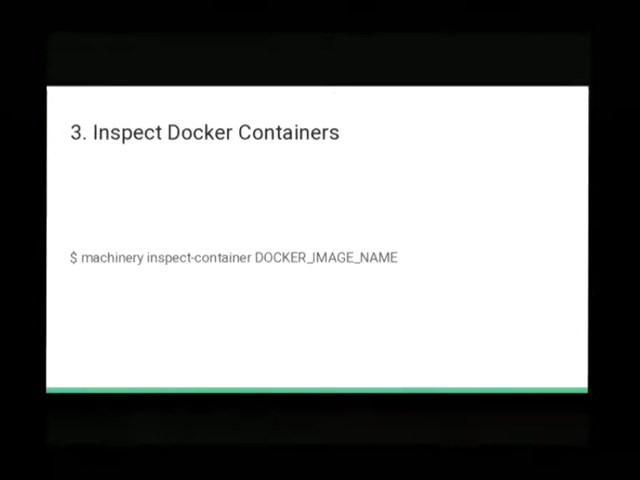 3. Inspect Docker Containers
$ machinery inspect-container DOCKER_IMAGE_NAME